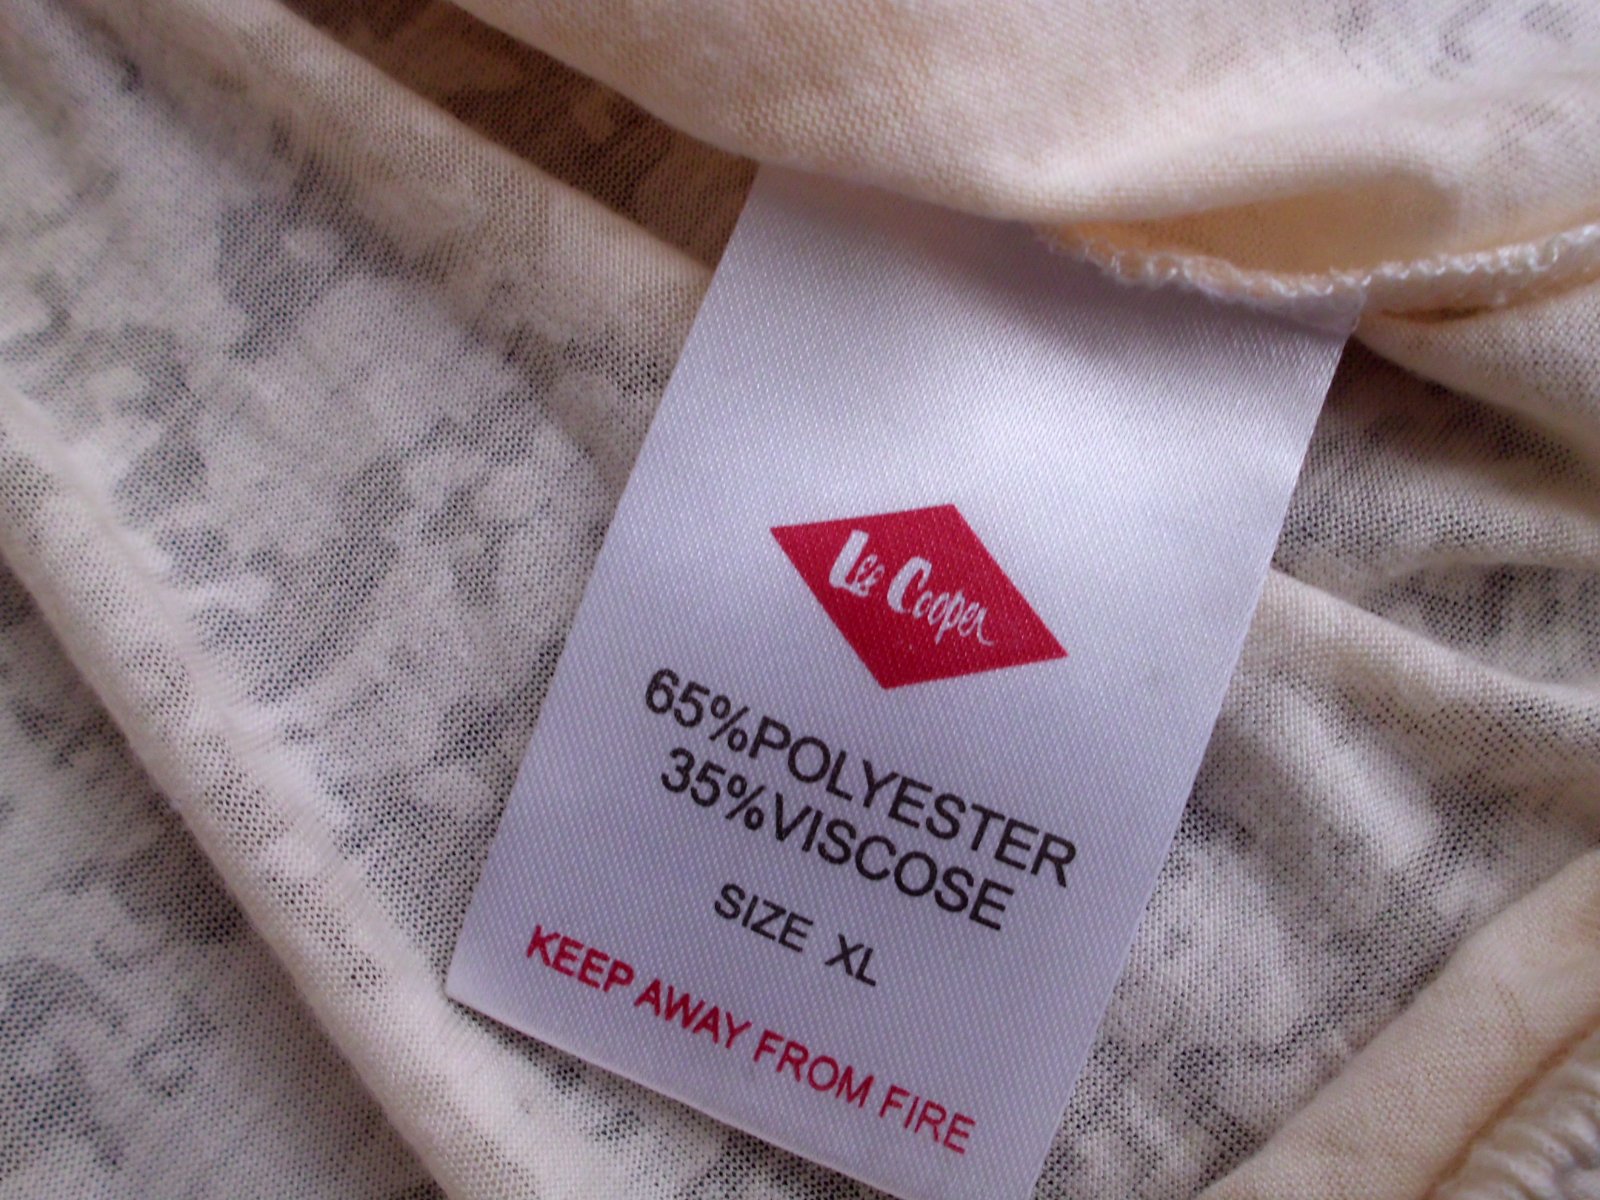 Lee Cooper
65%POLYESTER
35%VISCOSE
SIZE XL
KEEP AWAY FROM FIRE